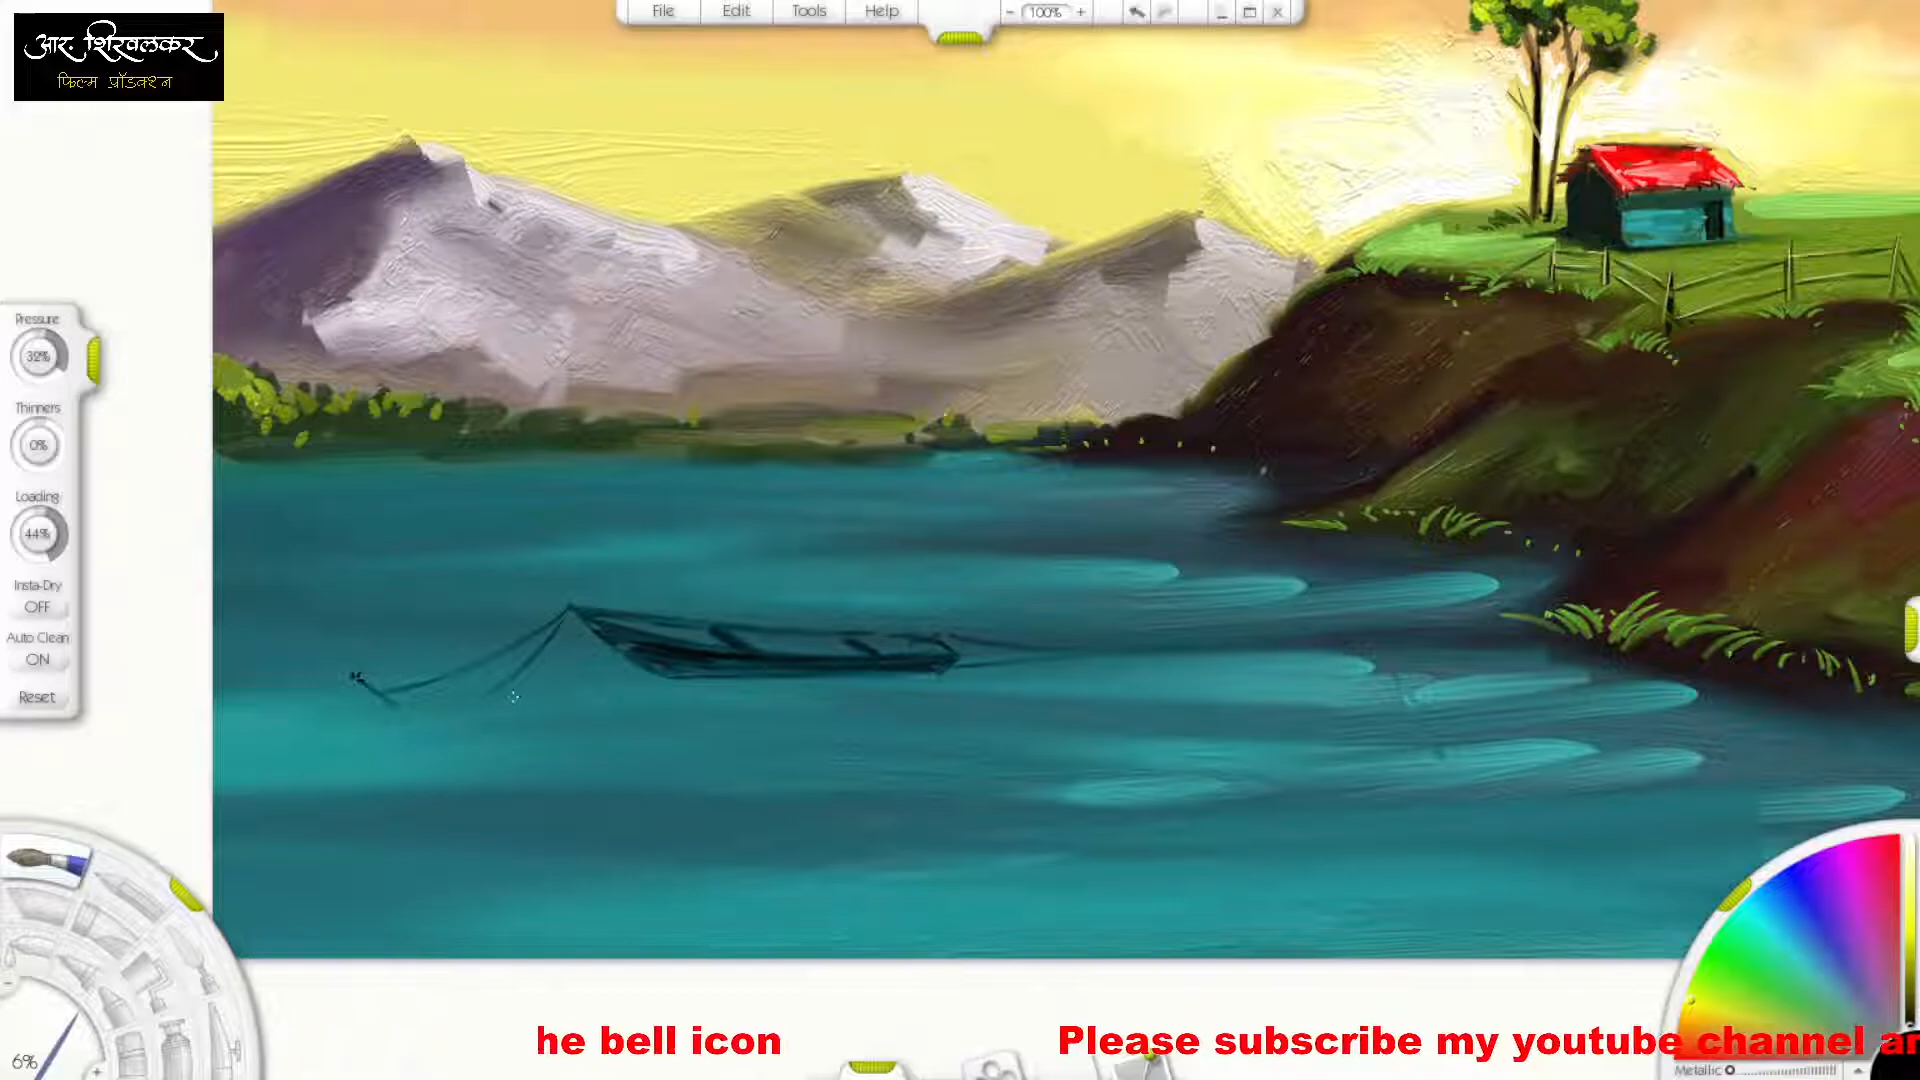 File Edit Tools Help - 100% +
आर. शिरवलकर
फिल्म प्रॉडक्शन
Pressure
32%
Thinners
0%
Loading
44%
Insta-Dry
OFF
Auto Clean
ON
Reset
6%
he bell icon Please subscribe my youtube channel an
Metallic